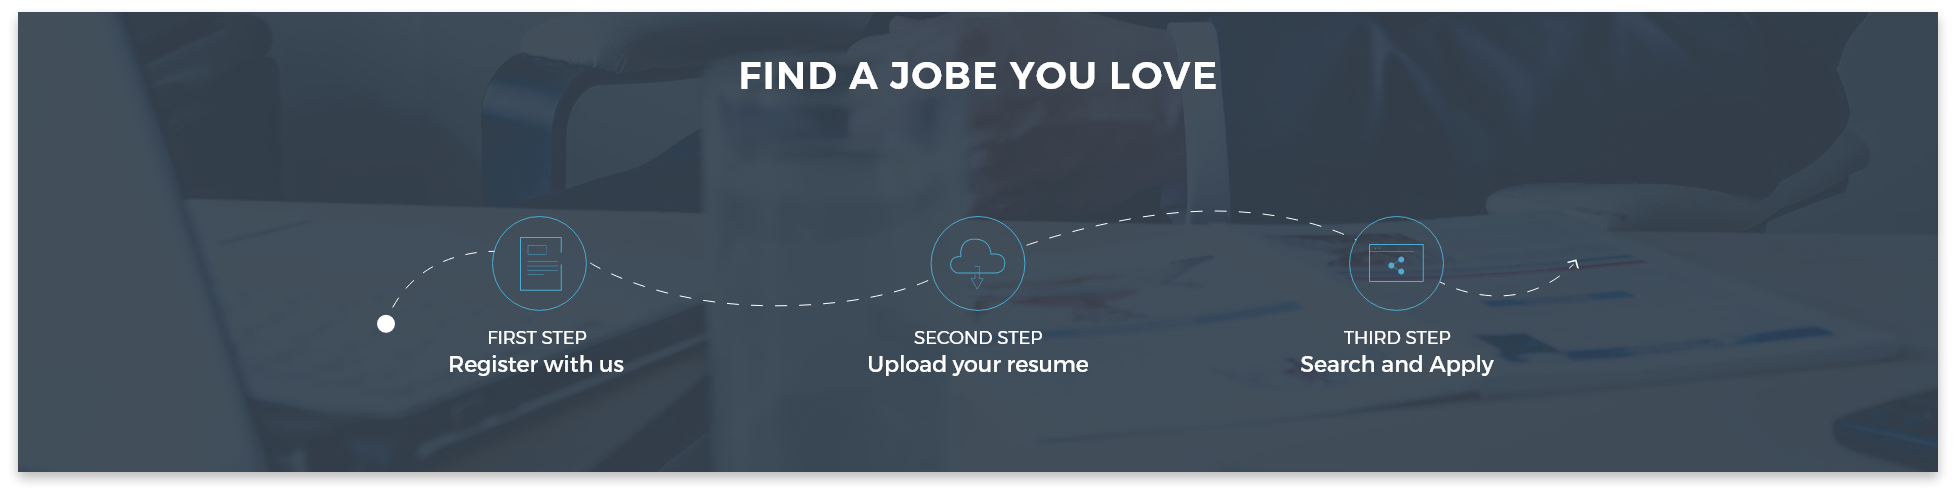 FIND A JOBE YOU LOVE
FIRST STEP
Register with us
SECOND STEP
Upload your resume
THIRD STEP
Search and Apply